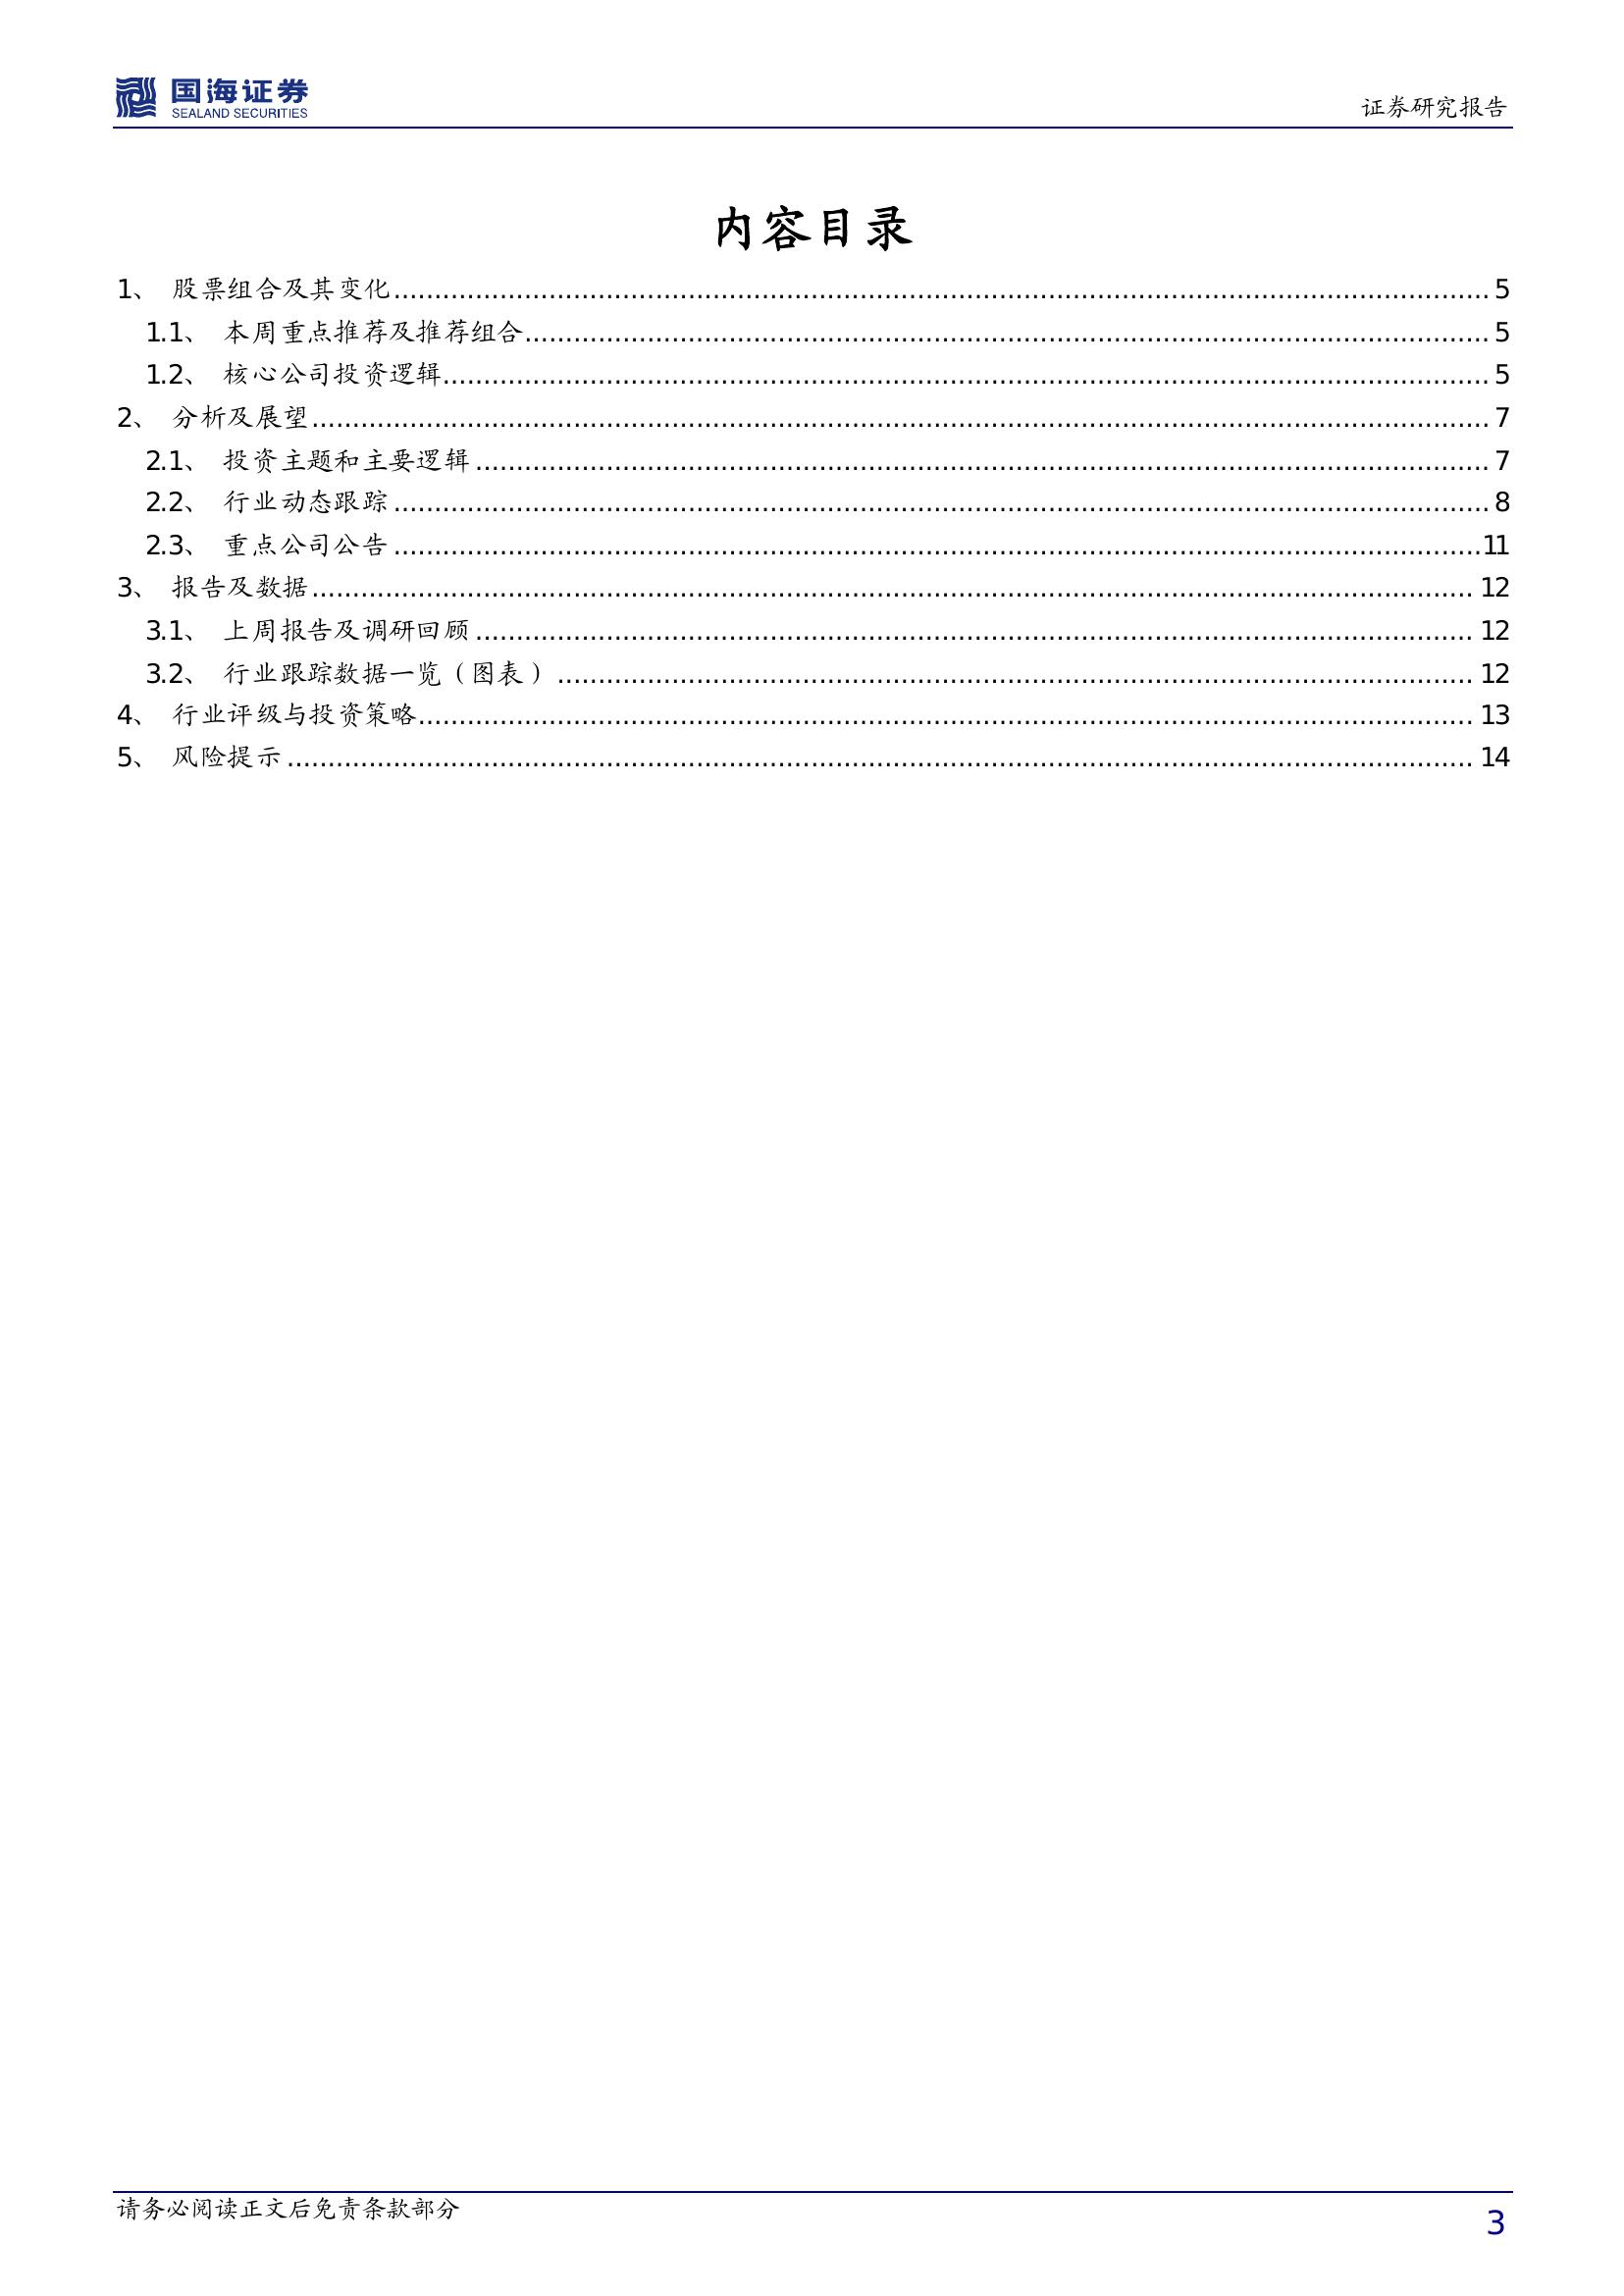 国海证券
SEALAND SECURITIES
证券研究报告
内容目录
1、 股票组合及其变化........................................................................ 5
1.1、 本周重点推荐及推荐组合........................................................................ 5
1.2、 核心公司投资逻辑........................................................................ 5
2、 分析及展望........................................................................ 7
2.1、 投资主题和主要逻辑........................................................................ 7
2.2、 行业动态跟踪........................................................................ 8
2.3、 重点公司公告........................................................................11
3、 报告及数据........................................................................ 12
3.1、 上周报告及调研回顾........................................................................ 12
3.2、 行业跟踪数据一览（图表）........................................................................ 12
4、 行业评级与投资策略........................................................................ 13
5、 风险提示........................................................................ 14
请务必阅读正文后免责条款部分
3